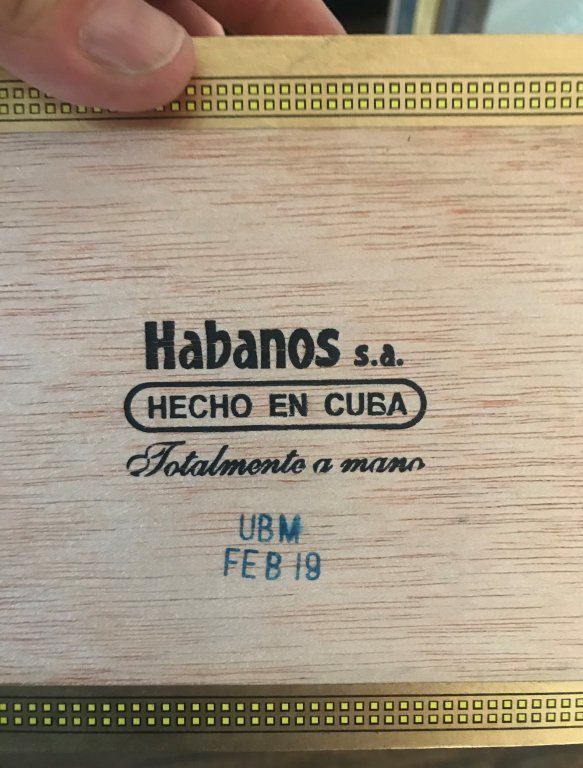 Habanos s.a.
HECHO EN CUBA
Totalmente a mano
UBM
FEB 19